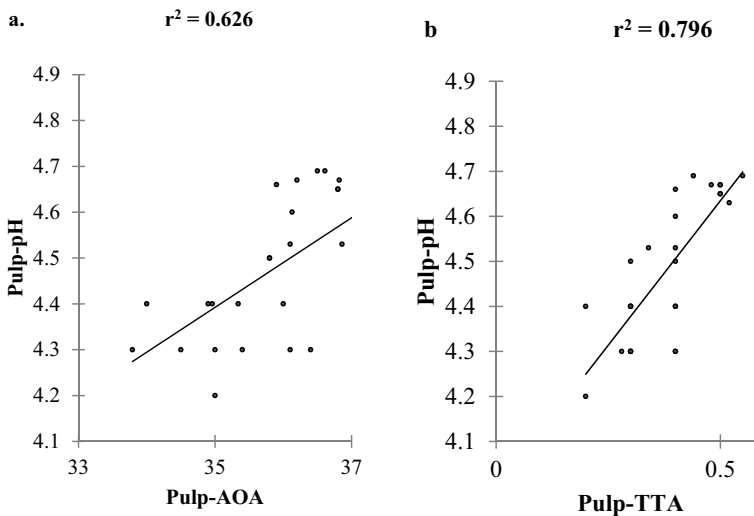 a.
r² = 0.626
4.9
4.8
4.7
4.6
4.5
4.4
4.3
4.2
4.1
33
35
37
Pulp-pH
Pulp-AOA
b
r² = 0.796
4.9
4.8
4.7
4.6
4.5
4.4
4.3
4.2
4.1
0
0.5
Pulp-pH
Pulp-TTA